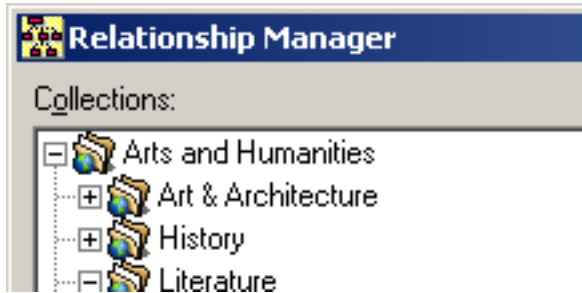 Relationship Manager
Collections:
Arts and Humanities
Art & Architecture
History
Literature